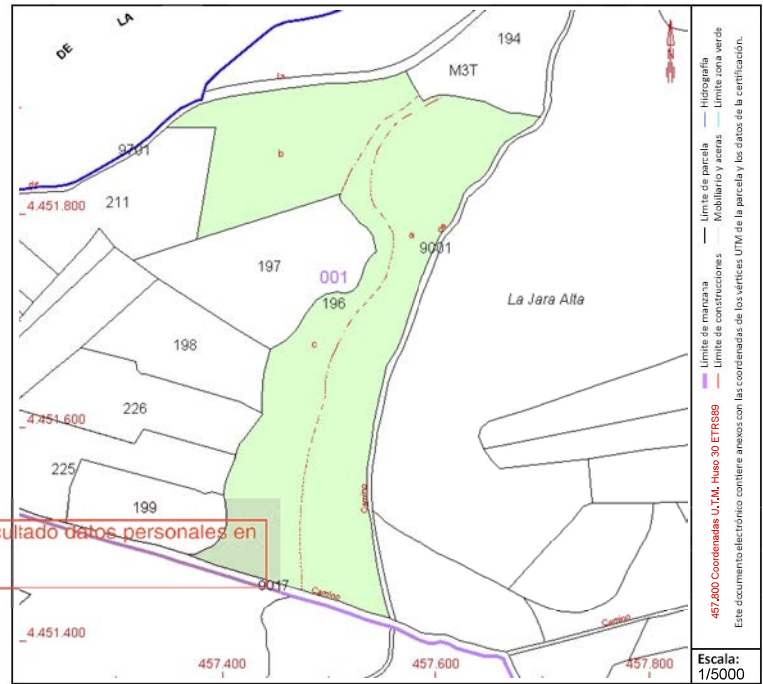 DE LA
194
M3T
la
9701
b
de
4.451.800
211
a
9001
197
001
196
La Jara Alta
c
198
4.451.600
226
225
199
Camino
cultado datos personales en
9017
Camino
Camino
4.451.400
457.400
457.600
457.800
Límite de manzana
Límite de parcela
Hidrografía
457,800 Coordenadas U.T.M. Huso 30 ETRS89
Límite de construcciones
Mobiliario y aceras
Límite zona verde
Este documento electrónico contiene anexos con las coordenadas de los vértices UTM de la parcela y los datos de la certificación.
Escala:
1/5000